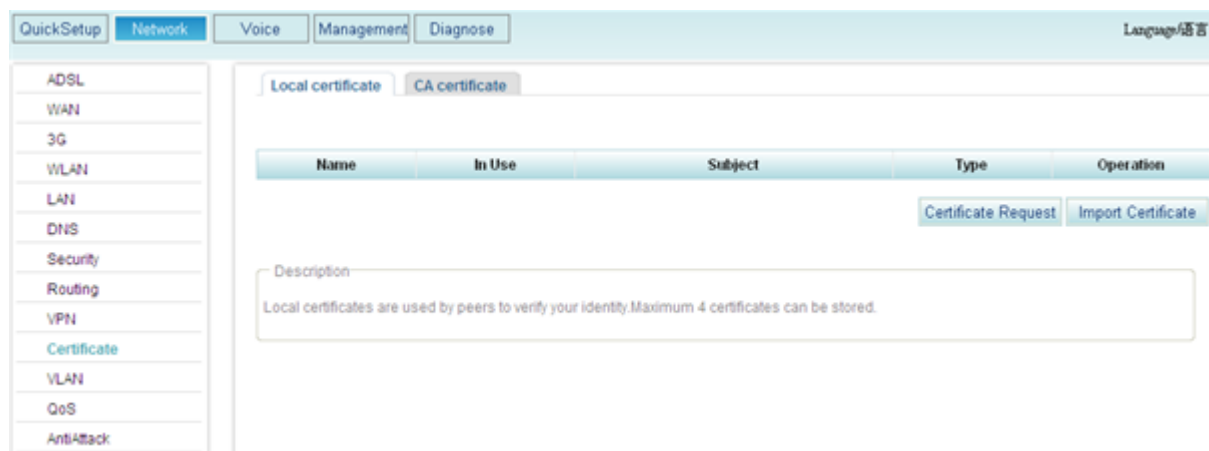 QuickSetup Network Voice Management Diagnose Language/语言
ADSL
WAN
3G
WLAN
LAN
DNS
Security
Routing
VPN
Certificate
VLAN
QoS
AntiAttack
Local certificate CA certificate
Name In Use Subject Type Operation
Certificate Request Import Certificate
Description
Local certificates are used by peers to verify your identity.Maximum 4 certificates can be stored.